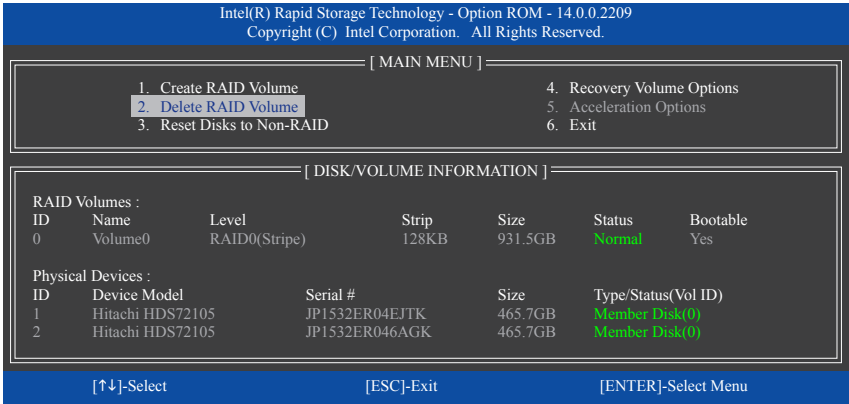 Intel(R) Rapid Storage Technology - Option ROM - 14.0.0.2209
Copyright (C) Intel Corporation. All Rights Reserved.
[ MAIN MENU ]
1. Create RAID Volume
2. Delete RAID Volume
3. Reset Disks to Non-RAID
4. Recovery Volume Options
5. Acceleration Options
6. Exit
[ DISK/VOLUME INFORMATION ]
RAID Volumes :
ID Name Level Strip Size Status Bootable
0 Volume0 RAID0(Stripe) 128KB 931.5GB Normal Yes
Physical Devices :
ID Device Model Serial # Size Type/Status(Vol ID)
1 Hitachi HDS72105 JP1532ER04EJTK 465.7GB Member Disk(0)
2 Hitachi HDS72105 JP1532ER046AGK 465.7GB Member Disk(0)
[↑↓]-Select [ESC]-Exit [ENTER]-Select Menu